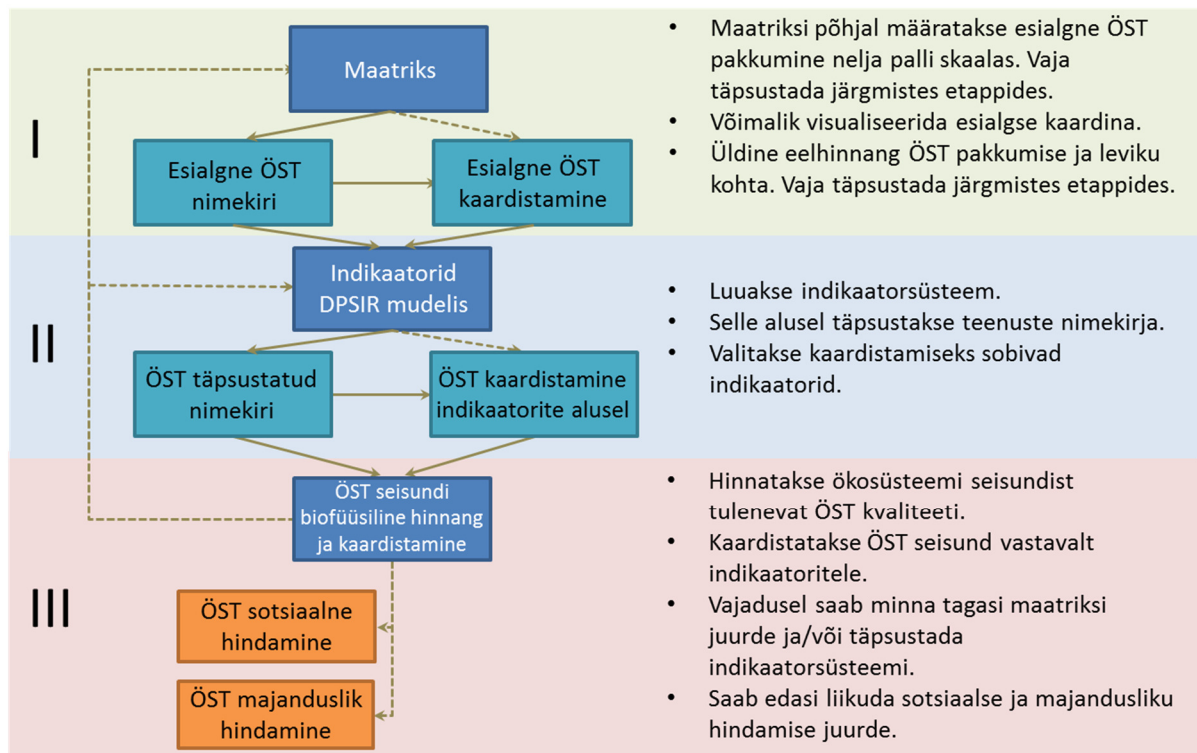 I
Maatriks
Esialgne ÖST
nimekiri
Esialgne ÖST
kaardistamine
• Maatriksi põhjal määratakse esialgne ÖST
pakkumine nelja palli skaalas. Vaja
täpsustada järgmistes etappides.
• Võimalik visualiseerida esialgse kaardina.
• Üldine eelhinnang ÖST pakkumise ja leviku
kohta. Vaja täpsustada järgmistes etappides.
II
Indikaatorid
DPSIR mudelis
ÖST täpsustatud
nimekiri
ÖST kaardistamine
indikaatorite alusel
• Luuakse indikaatorsüsteem.
• Selle alusel täpsustakse teenuste nimekirja.
• Valitakse kaardistamiseks sobivad
indikaatorid.
III
ÖST seisundi
biofüüsiline hinnang
ja kaardistamine
ÖST sotsiaalne
hindamine
ÖST majanduslik
hindamine
• Hinnatakse ökosüsteemi seisundist
tulenevat ÖST kvaliteeti.
• Kaardistatakse ÖST seisund vastavalt
indikaatoritele.
• Vajadusel saab minna tagasi maatriksi
juurde ja/või täpsustada
indikaatorsüsteemi.
• Saab edasi liikuda sotsiaalse ja majandusliku
hindamise juurde.